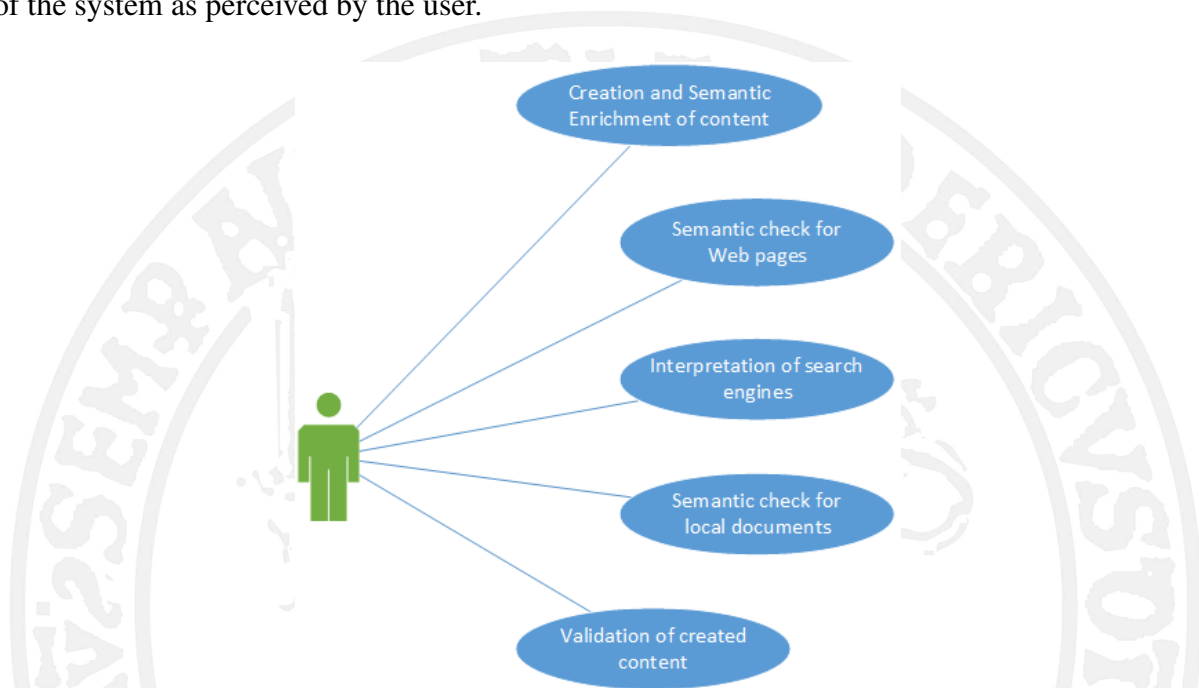 of the system as perceived by the user.
Creation and Semantic
Enrichment of content
Semantic check for
Web pages
Interpretation of search
engines
Semantic check for
local documents
Validation of created
content